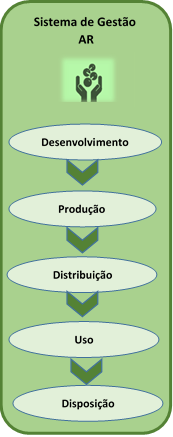 Sistema de Gestão
AR
Desenvolvimento
Produção
Distribuição
Uso
Disposição